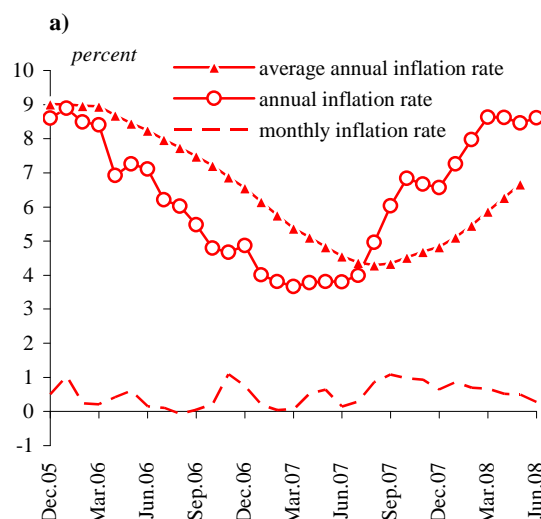 a)
percent
average annual inflation rate
annual inflation rate
monthly inflation rate
10
9
8
7
6
5
4
3
2
1
0
-1
Dec.05
Mar.06
Jun.06
Sep.06
Dec.06
Mar.07
Jun.07
Sep.07
Dec.07
Mar.08
Jun.08